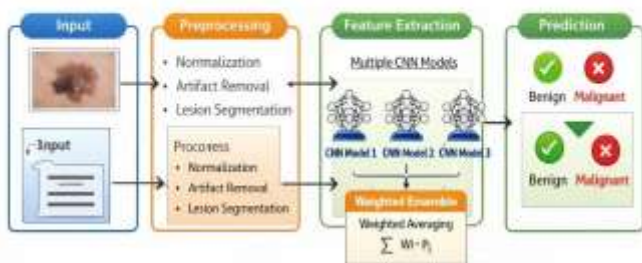 Input
Preprocessing
Feature Extraction
Prediction
• Normalization
• Artifact Removal
• Lesion Segmentation
Multiple CNN Models
CNN Model 1
CNN Model 2
CNN Model 3
Benign
Malignant
Input
• Normalization
• Artifact Removal
• Lesion Segmentation
Weighted Ensemble
Weighted Averaging
Benign
Malignant